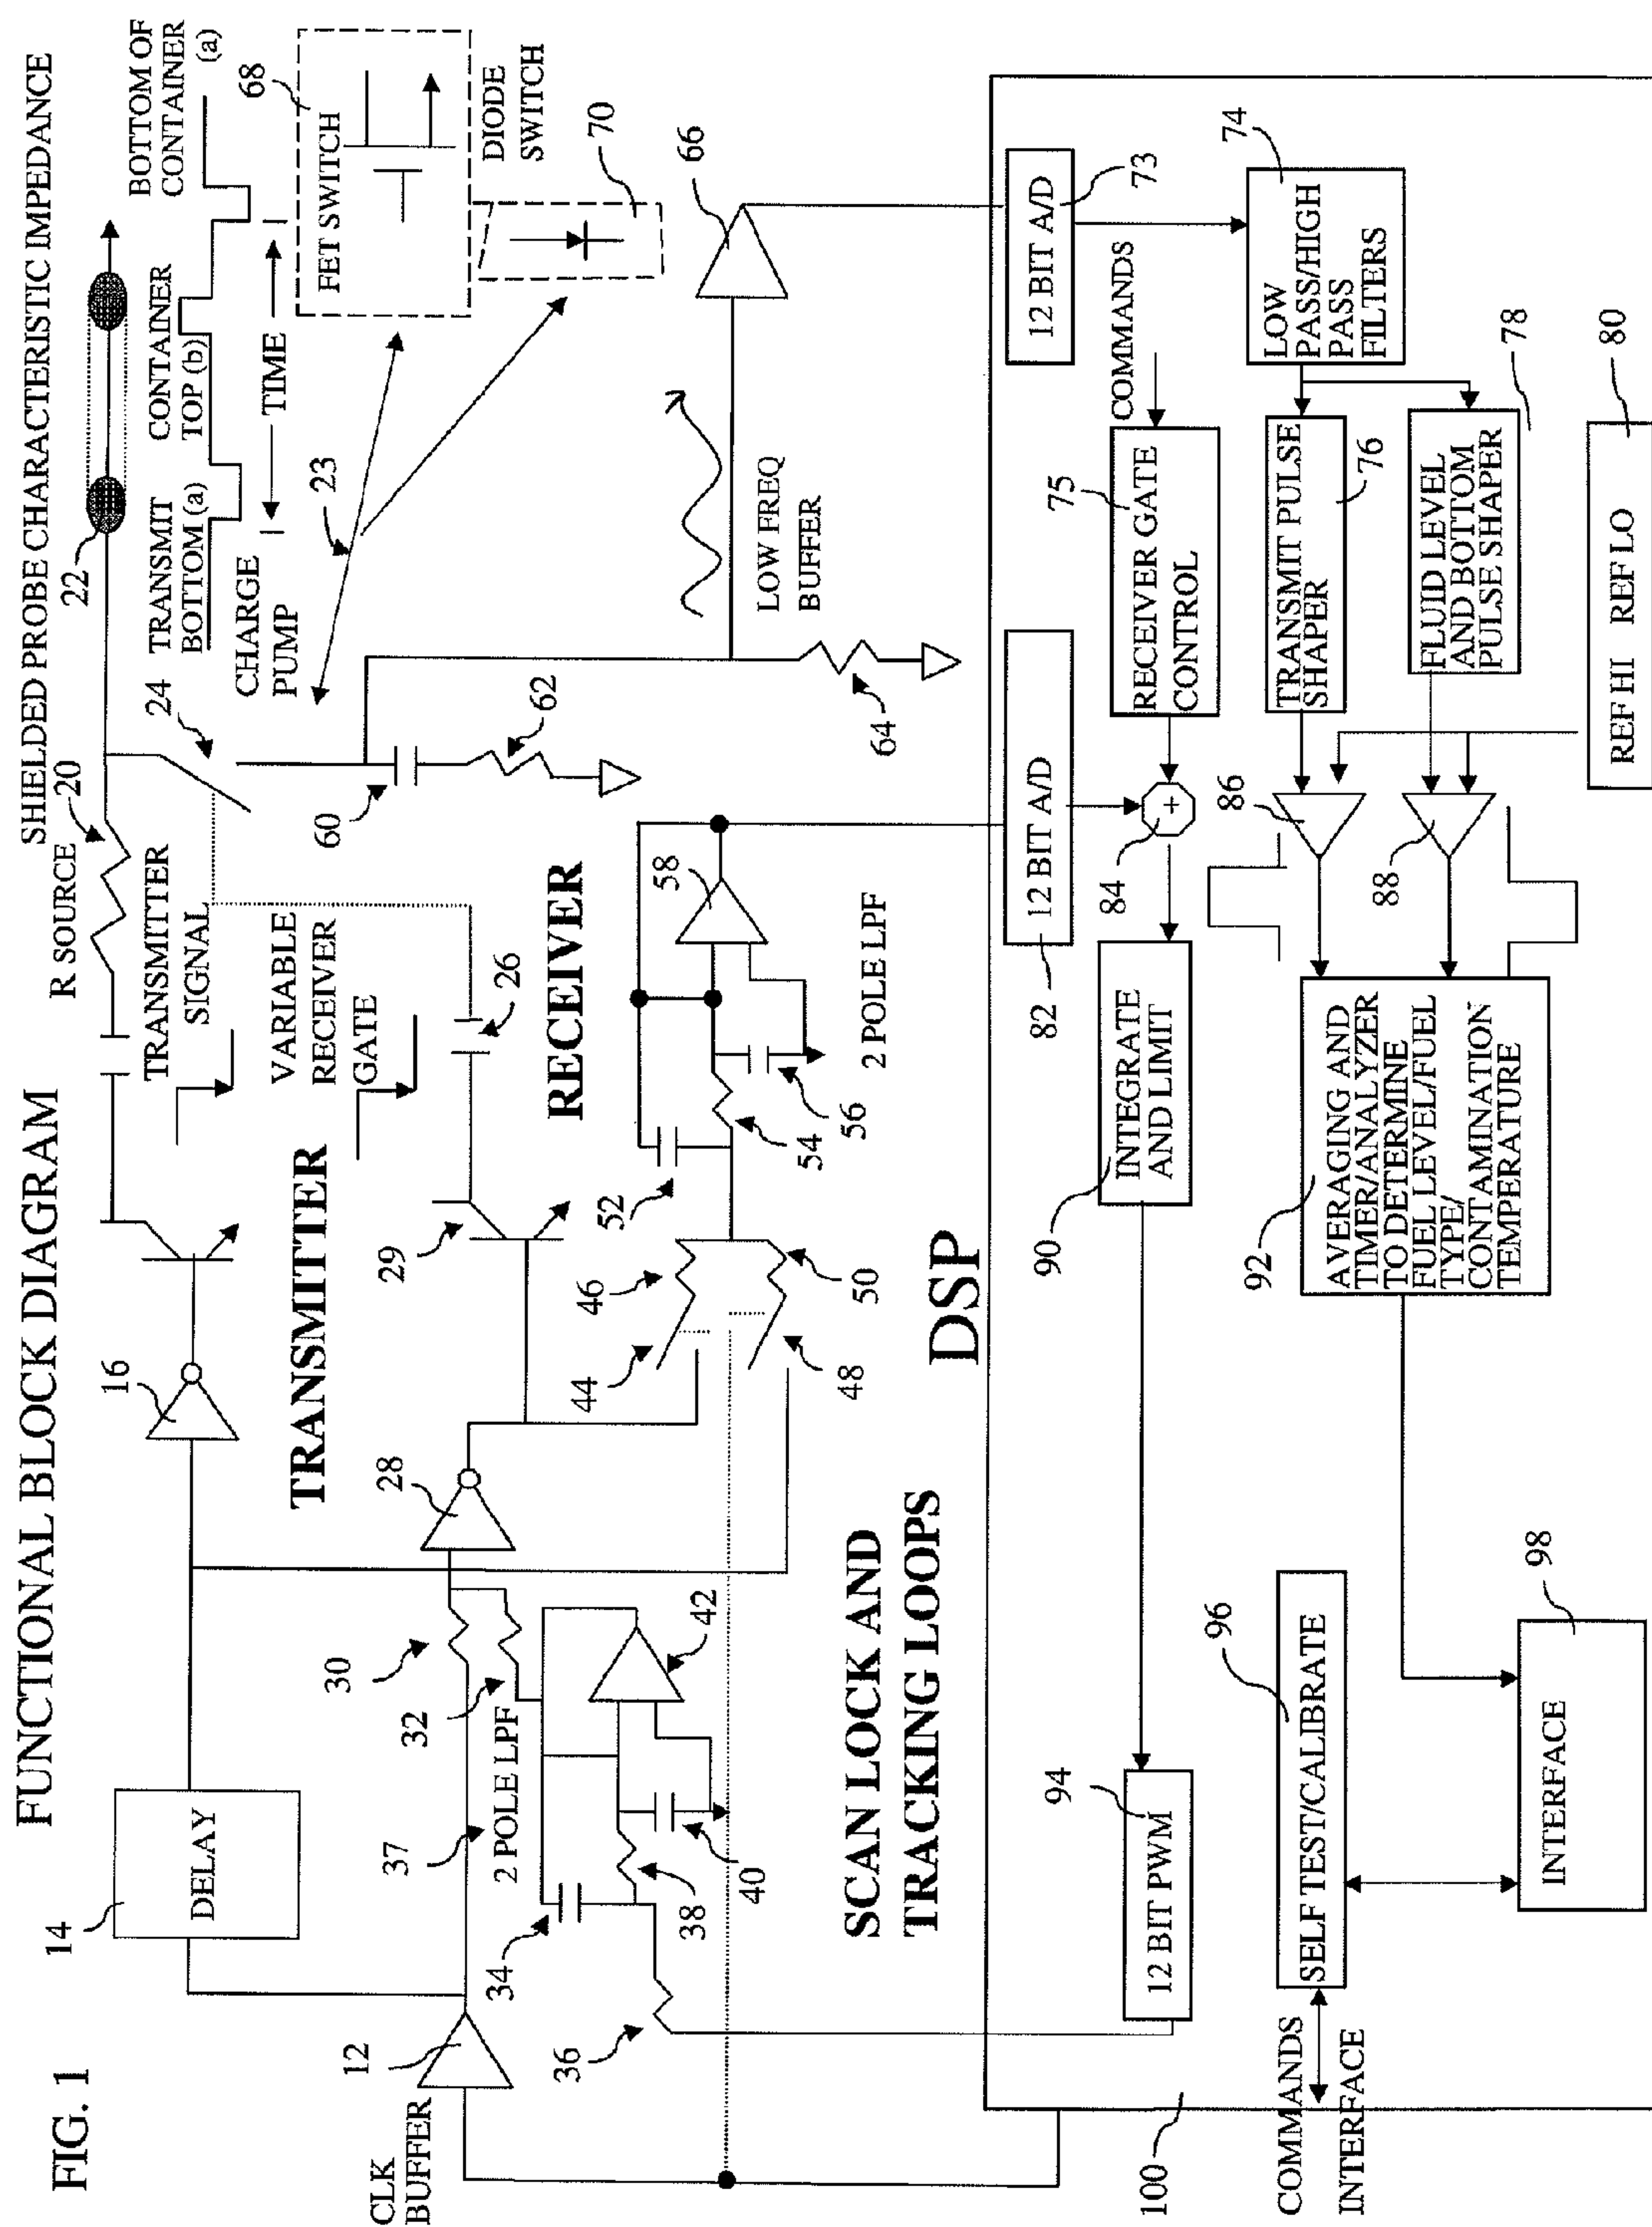 FIG. 1
FUNCTIONAL BLOCK DIAGRAM
SHIELDED PROBE CHARACTERISTIC IMPEDANCE
14
DELAY
16
R SOURCE
20
22
TRANSMITTER
SIGNAL
24
TRANSMIT
BOTTOM (a)
CONTAINER
TOP (b)
BOTTOM OF
CONTAINER
(a)
CHARGE
PUMP
TIME
23
68
FET SWITCH
DIODE
SWITCH
70
TRANSMITTER
VARIABLE
RECEIVER
GATE
CLK
BUFFER
12
37
30
32
28
29
26
60
62
RECEIVER
2 POLE LPF
34
36
38
40
42
44
46
48
50
52
54
56
58
2 POLE LPF
64
LOW FREQ
BUFFER
66
SCAN LOCK AND
TRACKING LOOPS
DSP
100
12 BIT A/D
82
12 BIT A/D
73
94
12 BIT PWM
90
INTEGRATE
AND LIMIT
84
+
75
RECEIVER GATE
CONTROL
COMMANDS
74
LOW
PASS/HIGH
PASS
FILTERS
COMMANDS
INTERFACE
96
SELF TEST/CALIBRATE
92
AVERAGING AND
TIMER/ANALYZER
TO DETERMINE
FUEL LEVEL/FUEL
TYPE/
CONTAMINATION
TEMPERATURE
86
88
TRANSMIT PULSE
SHAPER
76
FLUID LEVEL
AND BOTTOM
PULSE SHAPER
78
INTERFACE
98
REF HI REF LO
80